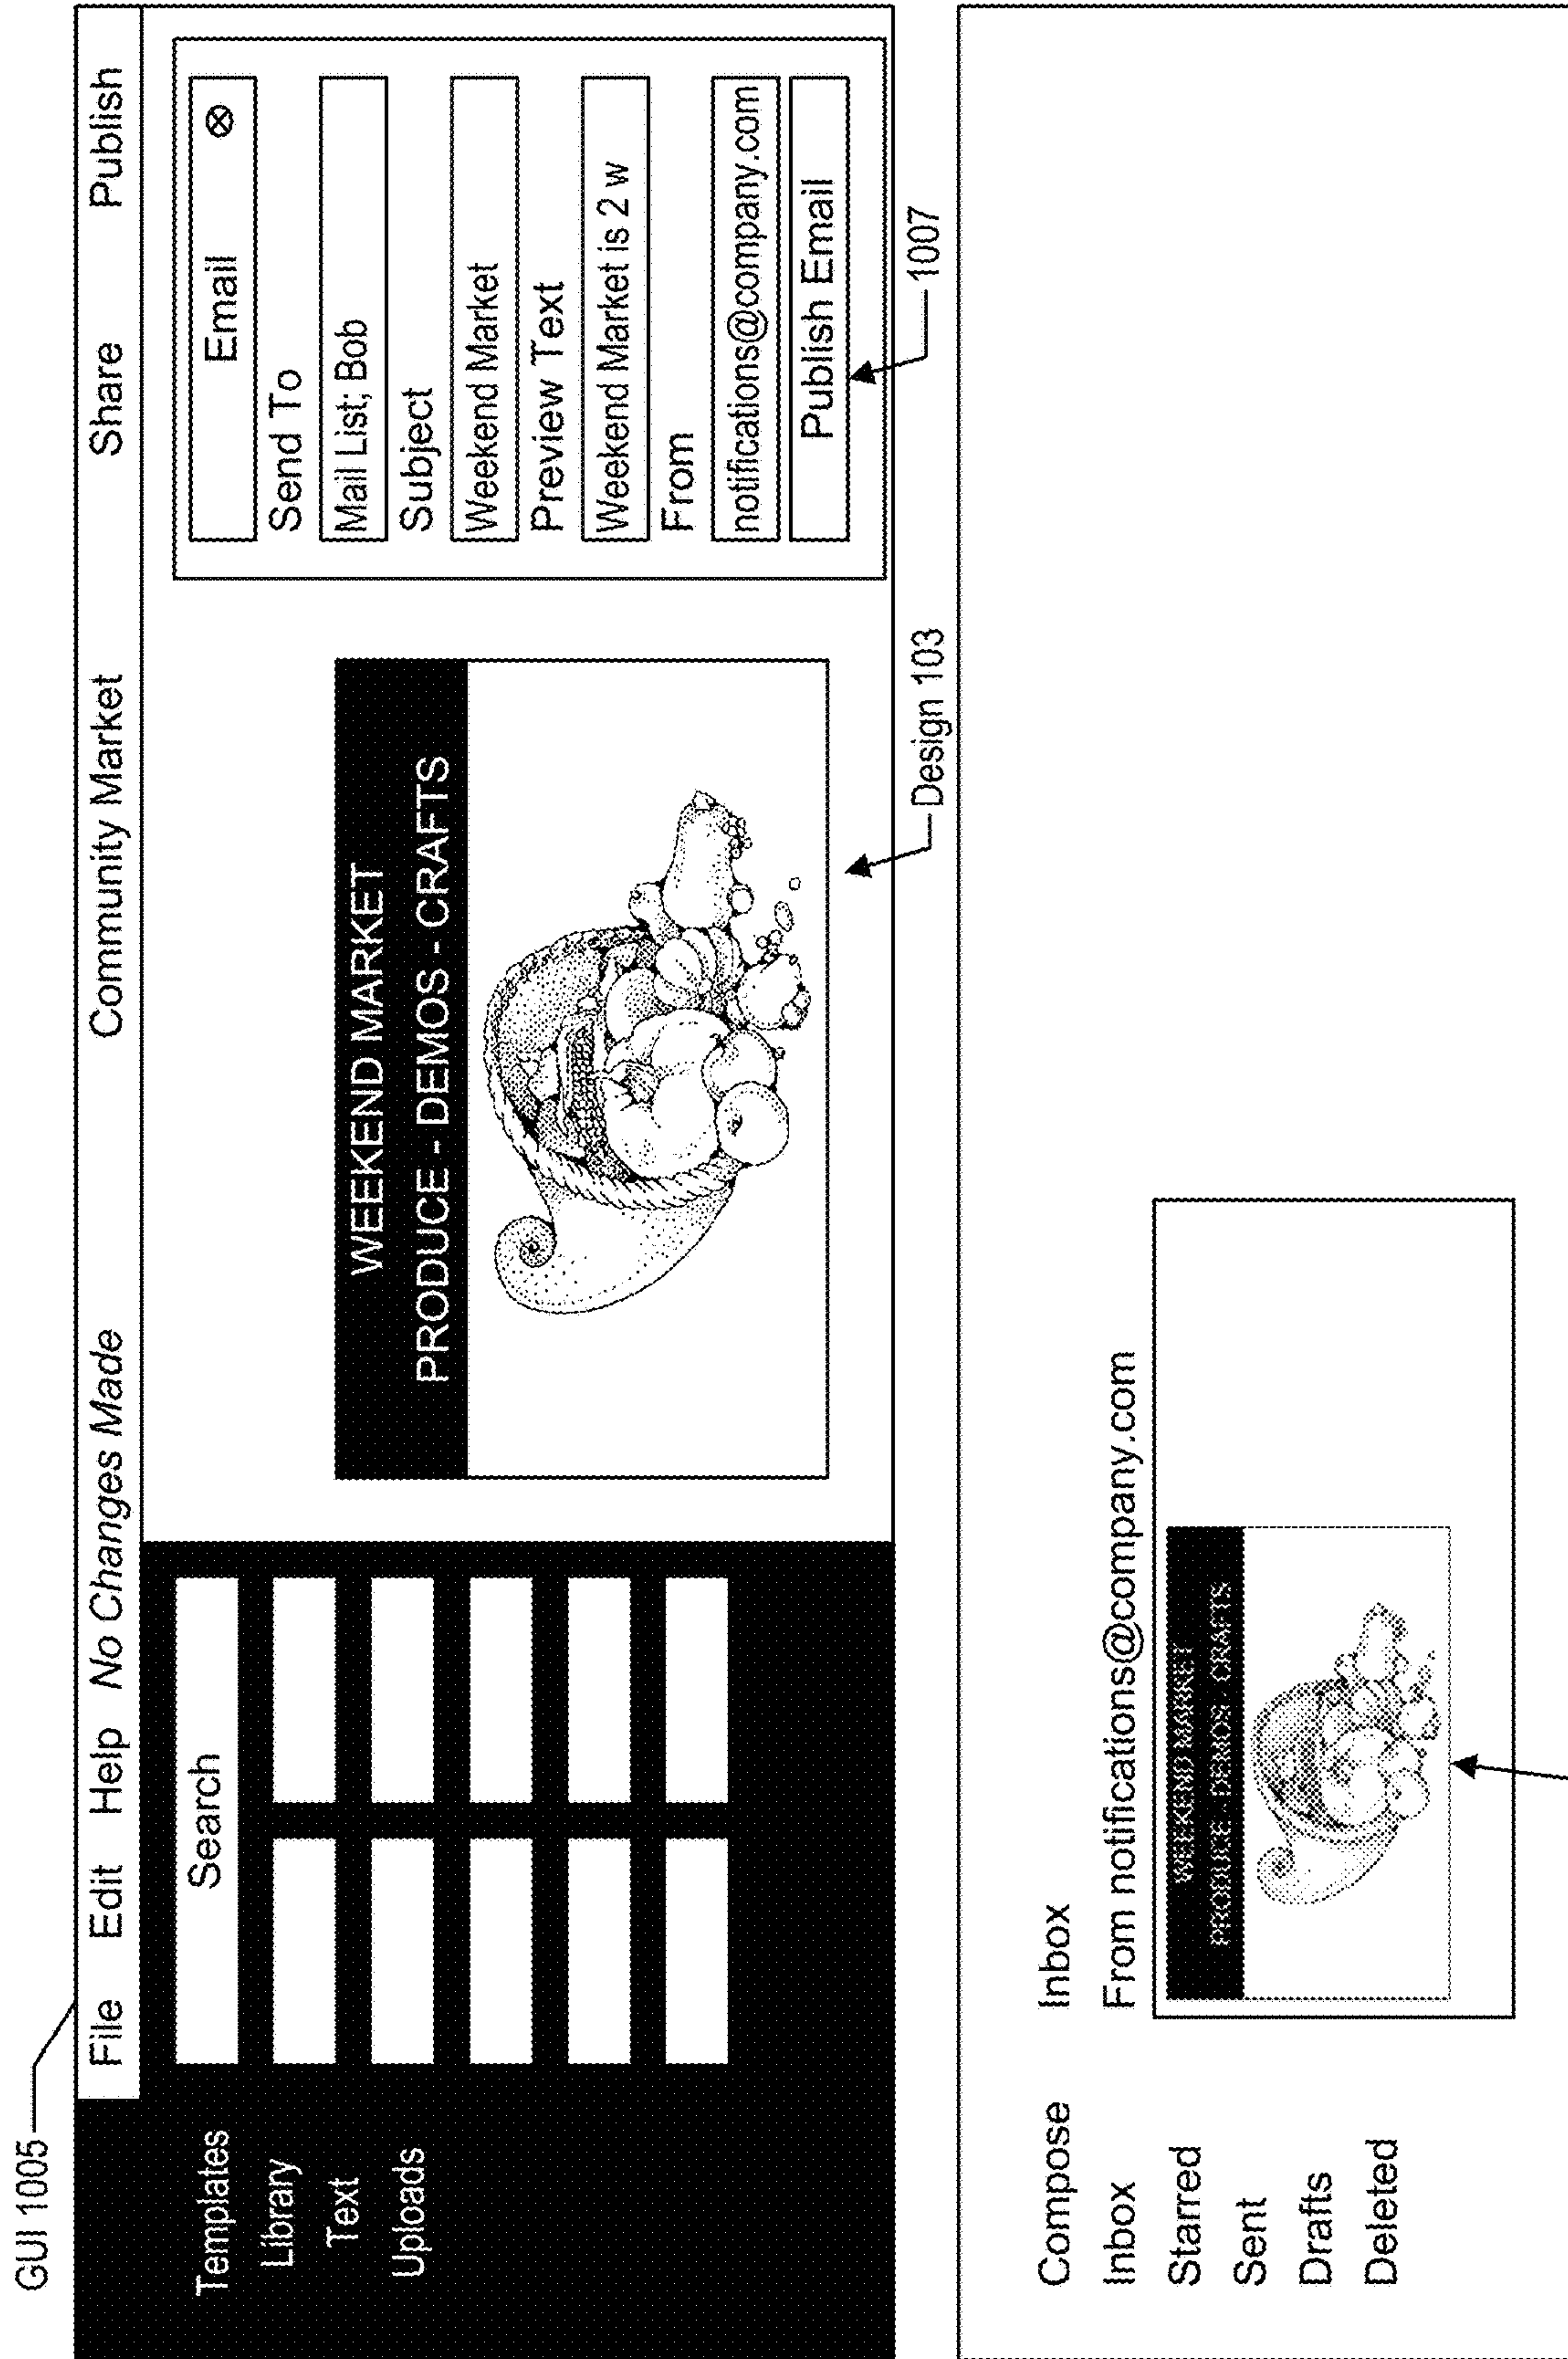 GUI 1005
File Edit Help No Changes Made Community Market Share Publish
Templates
Library
Text
Uploads
Search
WEEKEND MARKET
PRODUCE - DEMOS - CRAFTS
Email ⊗
Send To
Mail List; Bob
Subject
Weekend Market
Preview Text
Weekend Market is 2 w
From
notifications@company.com
Publish Email
Design 103
1007
Compose
Inbox
Starred
Sent
Drafts
Deleted
Inbox
From notifications@company.com
WEEKEND MARKET
PRODUCE - DEMOS - CRAFTS